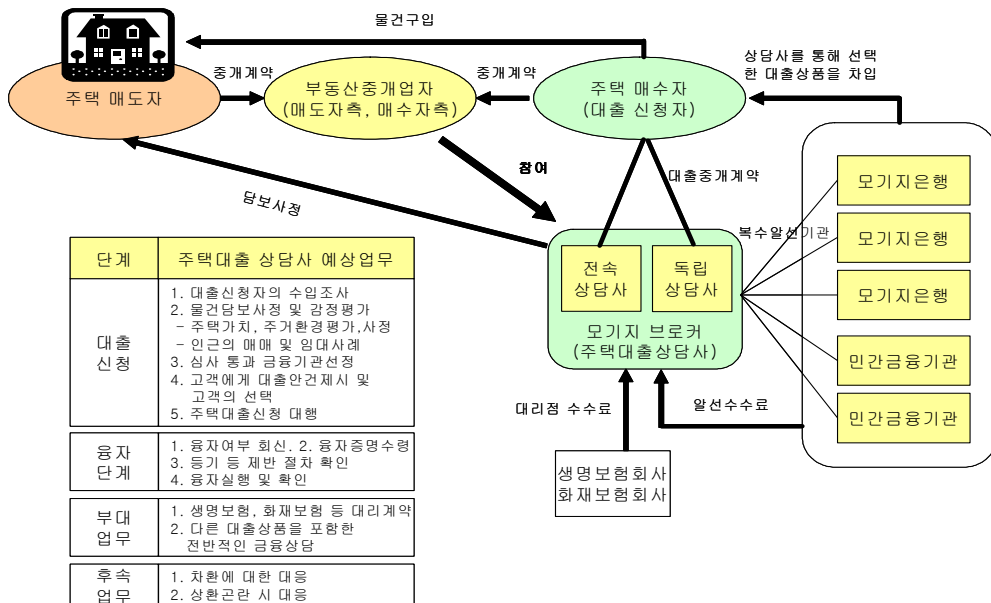 물건구입
상담사를 통해 선택
한 대출상품을 차입
중개계약
중개계약
주택 매도자
부동산중개업자
(매도자측, 매수자측)
주택 매수자
(대출 신청자)
참여
대출중개계약
담보사정
복수알선기관
모기지은행
모기지은행
모기지은행
민간금융기관
민간금융기관
전속
상담사
독립
상담사
모기지 브로커
(주택대출상담사)
대리점 수수료
알선수수료
생명보험회사
화재보험회사
단계
주택대출 상담사 예상업무
대출
신청
1. 대출신청자의 수입조사
2. 물건담보사정 및 감정평가
- 주택가치, 주거환경평가,사정
- 인근의 매매 및 임대사례
3. 심사 통과 금융기관선정
4. 고객에게 대출안건제시 및
고객의 선택
5. 주택대출신청 대행
융자
단계
1. 융자여부 회신. 2. 융자증명수령
3. 등기 등 제반 절차 확인
4. 융자실행 및 확인
부대
업무
1. 생명보험, 화재보험 등 대리계약
2. 다른 대출상품을 포함한
전반적인 금융상담
후속
업무
1. 차환에 대한 대응
2. 상환곤란 시 대응